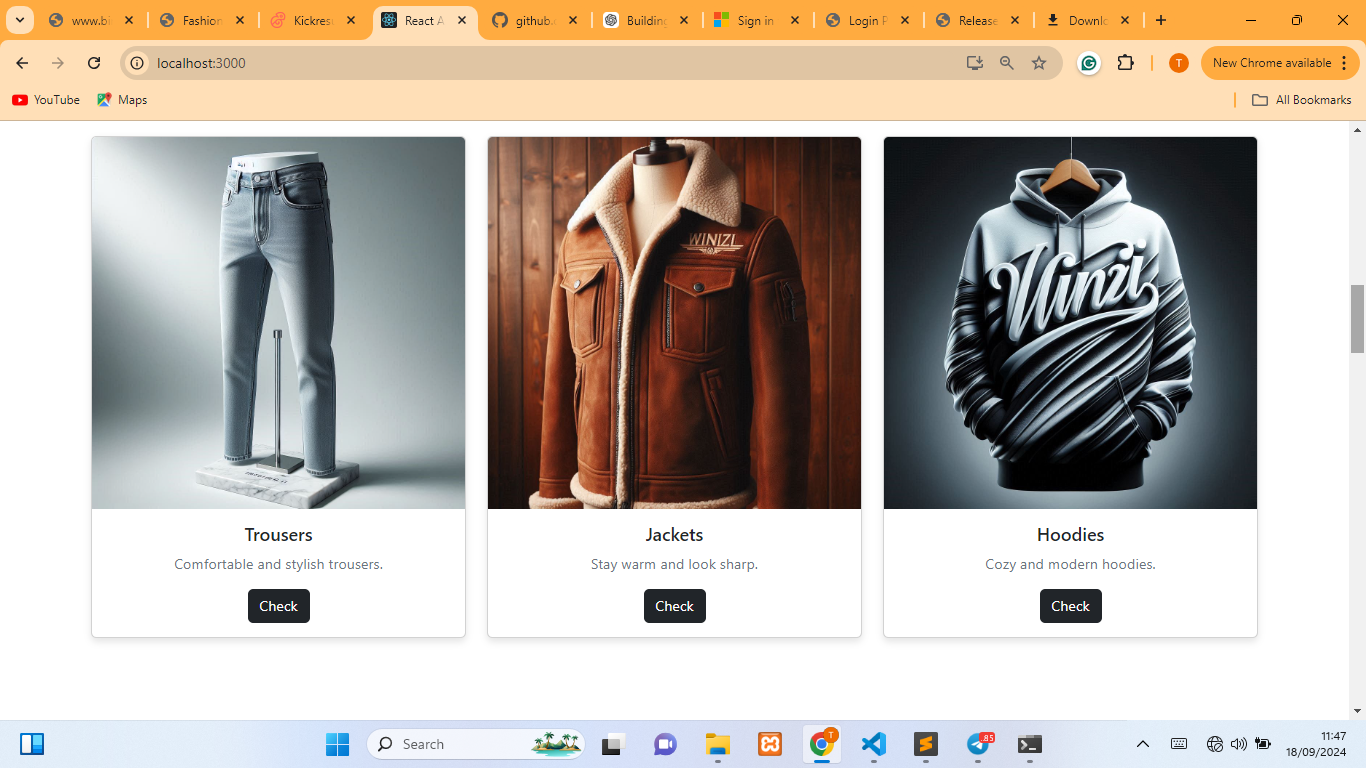 www.bi
Fashion
Kickresu
React A
github.c
Building
Sign in
Login P
Release
Downlo
localhost:3000
T
New Chrome available
YouTube
Maps
All Bookmarks
WINIZL
Winzi
Trousers
Jackets
Hoodies
Comfortable and stylish trousers.
Stay warm and look sharp.
Cozy and modern hoodies.
Check
Check
Check
Search
T
85
11:47
18/09/2024